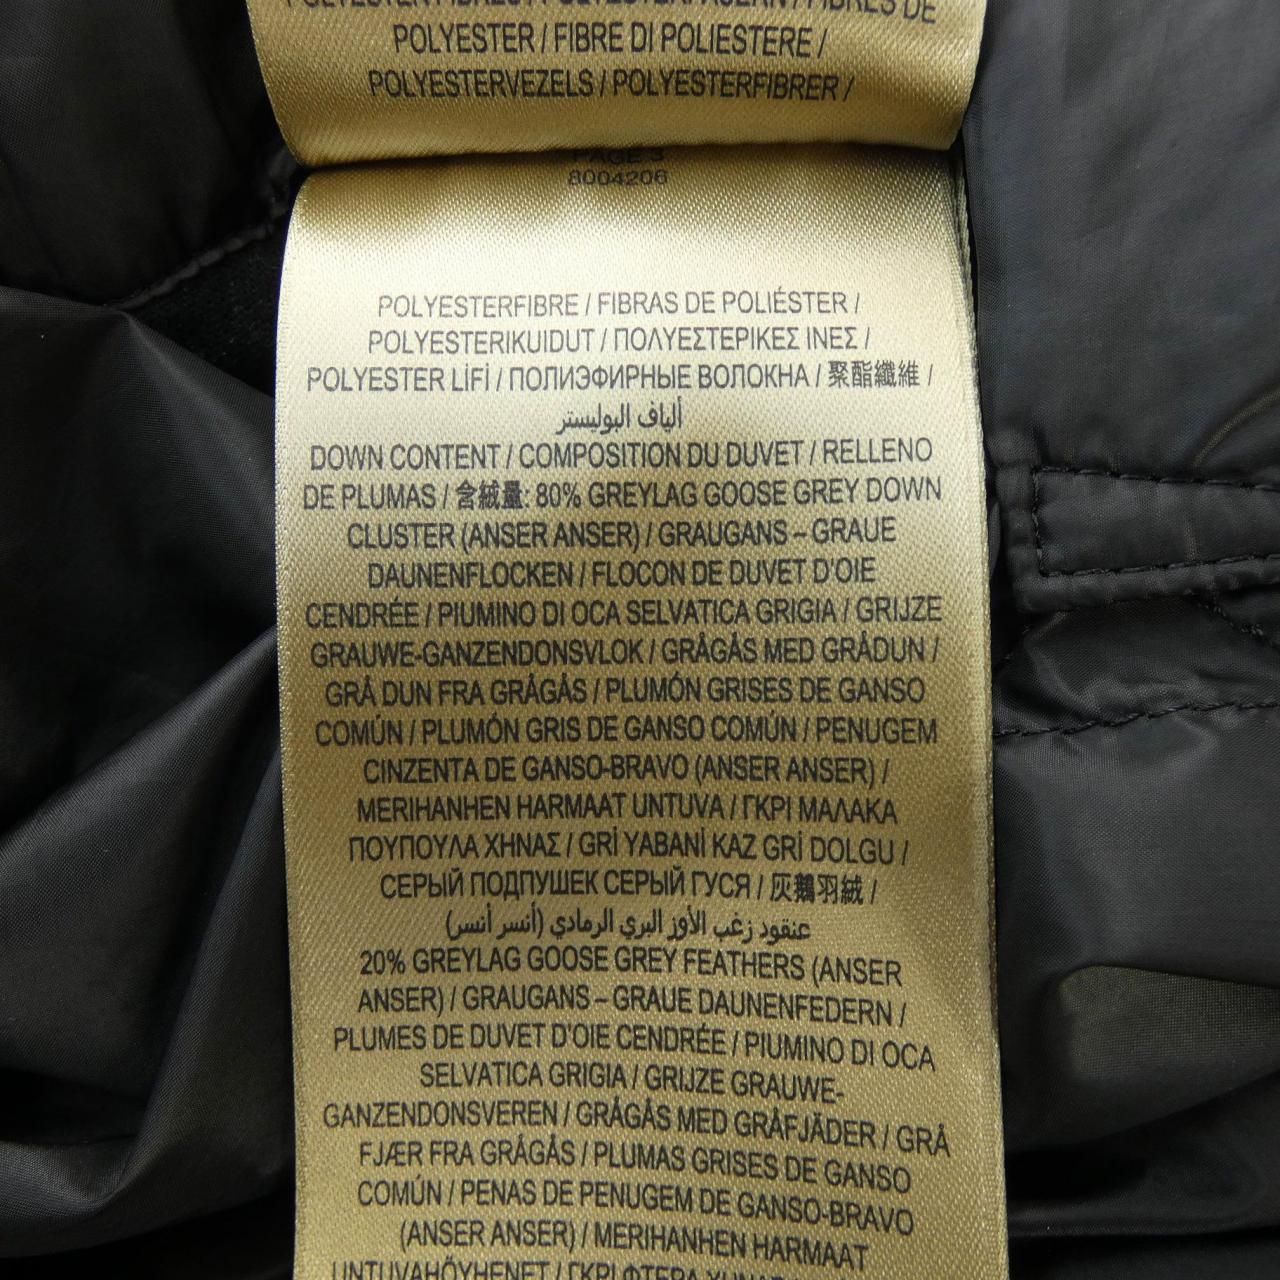 POLYESTER / FIBRE DI POLIESTERE /
POLYESTERVEZELS / POLYESTERFIBRER /
PAGE 3
8004206
POLYESTERFIBRE / FIBRAS DE POLIÉSTER /
POLYESTERIKUIDUT / ΠΟΛΥΕΣΤΕΡΙΚΕΣ ΙΝΕΣ /
POLYESTER LİFİ / ПОЛИЭФИРНЫЕ ВОЛОКНА / 聚酯纖維 /
ألياف البوليستر
DOWN CONTENT / COMPOSITION DU DUVET / RELLENO
DE PLUMAS / 含絨量: 80% GREYLAG GOOSE GREY DOWN
CLUSTER (ANSER ANSER) / GRAUGANS – GRAUE
DAUNENFLOCKEN / FLOCON DE DUVET D'OIE
CENDRÉE / PIUMINO DI OCA SELVATICA GRIGIA / GRIJZE
GRAUWE-GANZENDONSVLOK / GRÅGÅS MED GRÅDUN /
GRÅ DUN FRA GRÅGÅS / PLUMÓN GRISES DE GANSO
COMÚN / PLUMÓN GRIS DE GANSO COMÚN / PENUGEM
CINZENTA DE GANSO-BRAVO (ANSER ANSER) /
MERIHANHEN HARMAAT UNTUVA / ΓΚΡΙ ΜΑΛΑΚΑ
ΠΟΥΠΟΥΛΑ ΧΗΝΑΣ / GRİ YABANİ KAZ GRİ DOLGU /
СЕРЫЙ ПОДПУШЕК СЕРЫЙ ГУСЯ / 灰鵝羽絨 /
عنقود زغب الأوز البري الرمادي (أنسر أنسر)
20% GREYLAG GOOSE GREY FEATHERS (ANSER
ANSER) / GRAUGANS – GRAUE DAUNENFEDERN /
PLUMES DE DUVET D'OIE CENDRÉE / PIUMINO DI OCA
SELVATICA GRIGIA / GRIJZE GRAUWE-
GANZENDONSVEREN / GRÅGÅS MED GRÅFJÄDER / GRÅ
FJÆR FRA GRÅGÅS / PLUMAS GRISES DE GANSO
COMÚN / PENAS DE PENUGEM DE GANSO-BRAVO
(ANSER ANSER) / MERIHANHEN HARMAAT
UNTUVAHÖYHENET / ΓΚΡΙ ΦΤΕΡΑ